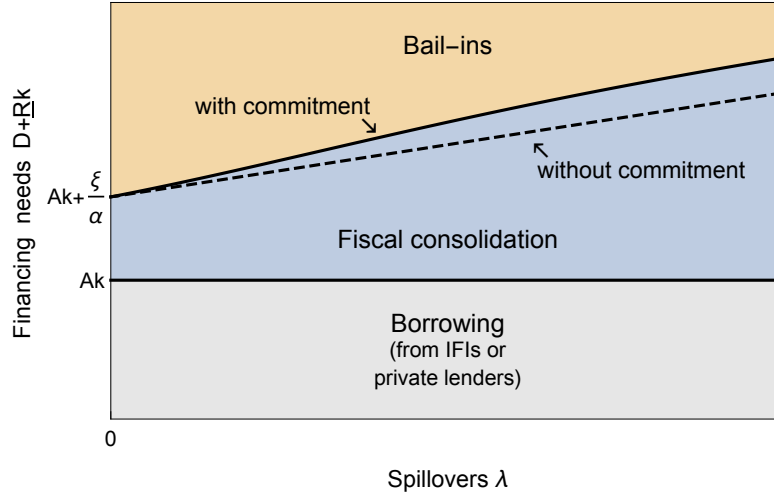 Bail–ins
with commitment
without commitment
Ak+ ξ/α
Fiscal consolidation
Ak
Borrowing
(from IFIs or
private lenders)
0
Spillovers λ
Financing needs D+R̲k